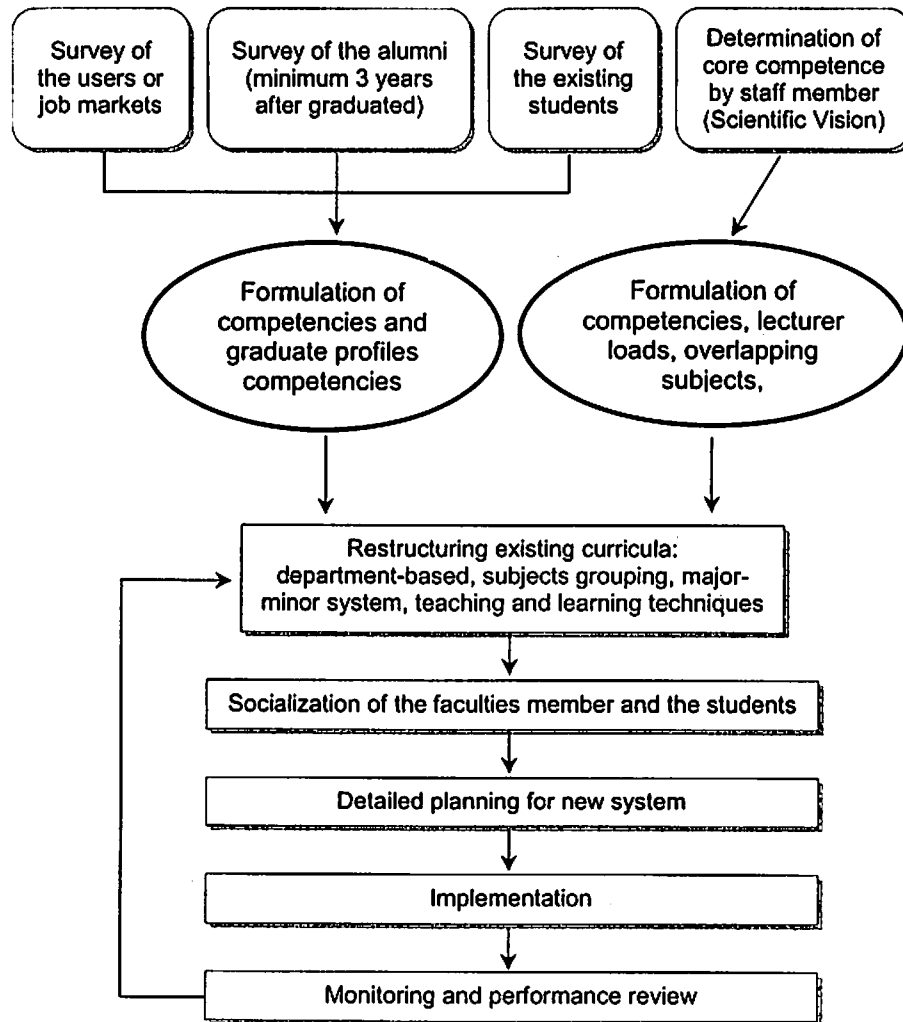 Survey of
the users or
job markets
Survey of the alumni
(minimum 3 years
after graduated)
Survey of
the existing
students
Determination of
core competence
by staff member
(Scientific Vision)
Formulation of
competencies and
graduate profiles
competencies
Formulation of
competencies, lecturer
loads, overlapping
subjects,
Restructuring existing curricula:
department-based, subjects grouping, major-
minor system, teaching and learning techniques
Socialization of the faculties member and the students
Detailed planning for new system
Implementation
Monitoring and performance review